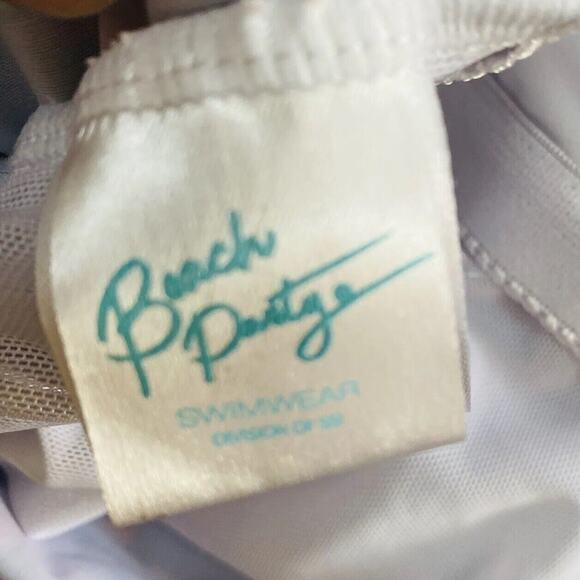 Beach
Party
SWIMWEAR
DIVISION OF